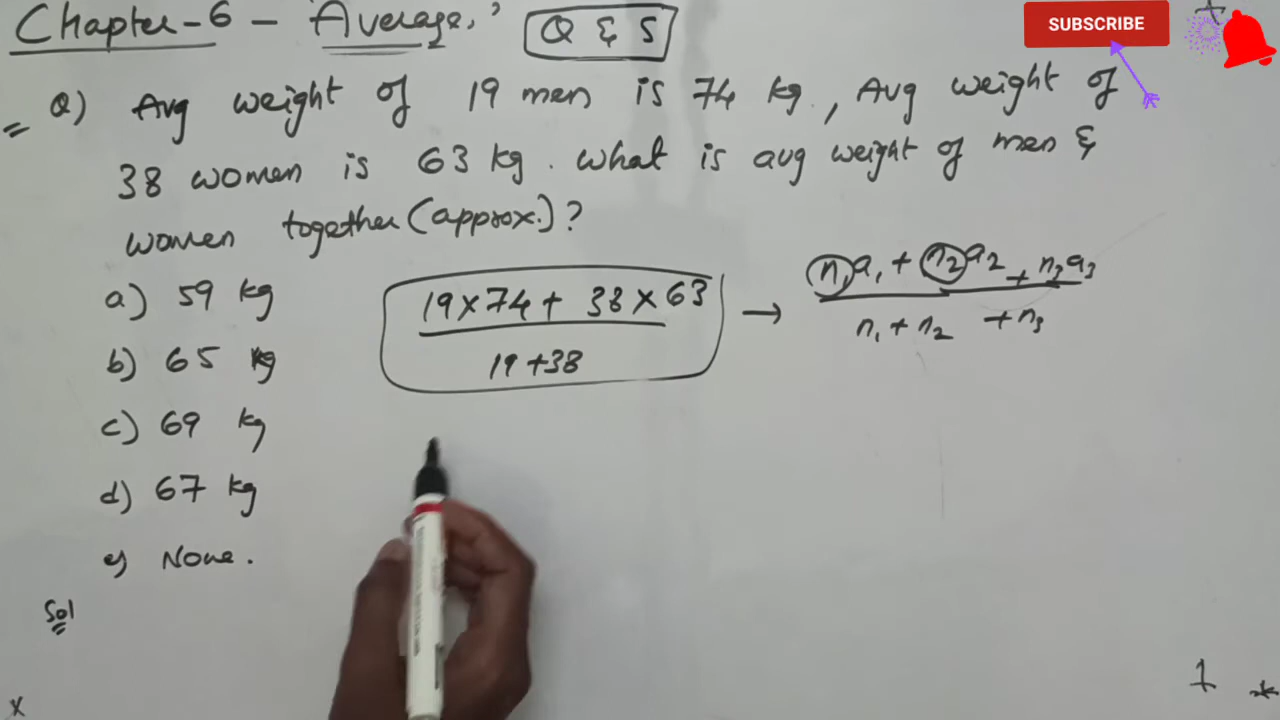 Chapter-6 - Average.
Q & S
SUBSCRIBE
Q) Avg weight of 19 men is 74 kg, Avg weight of
38 women is 63 kg. What is avg weight of men &
women together (approx.)?
a) 59 kg
b) 65 kg
c) 69 kg
d) 67 kg
e) None.
19×74 + 38×63
19+38
→
n₁a₁ + n₂a₂ + n₃a₃
n₁ + n₂ + n₃
Sol